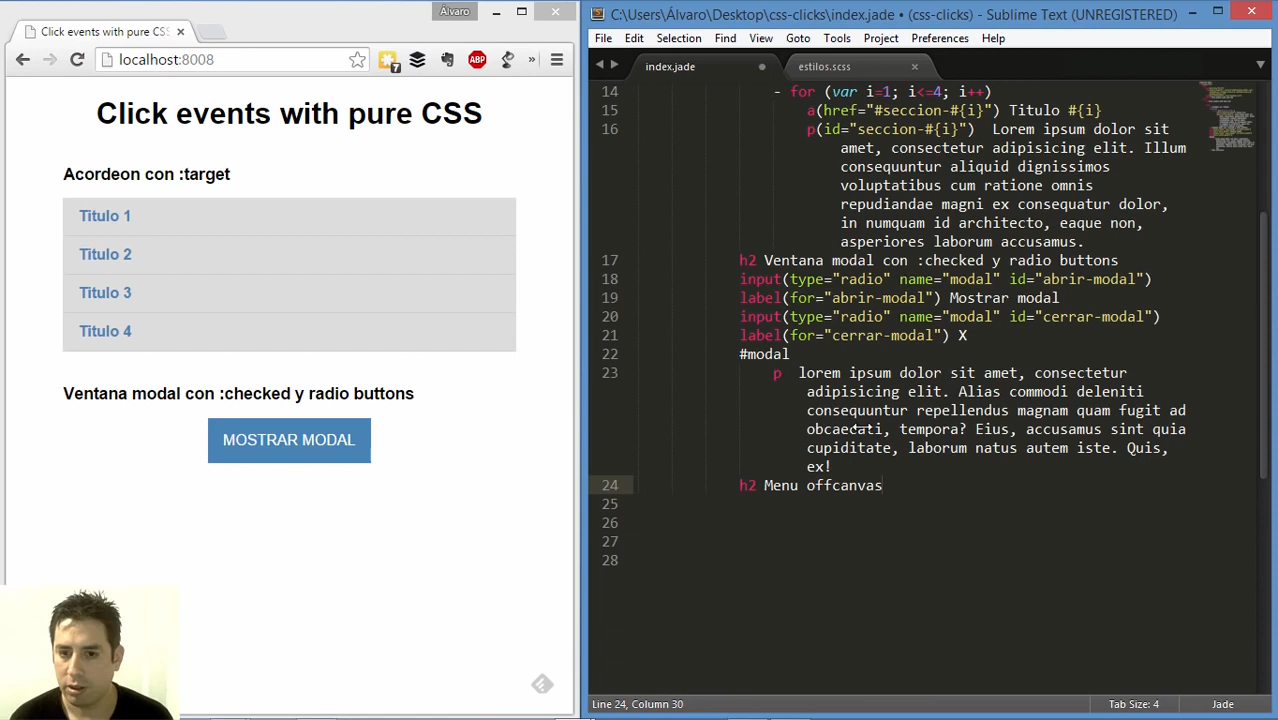 Álvaro
Click events with pure CSS
localhost:8008
7
ABP
Click events with pure CSS
Acordeon con :target
Titulo 1
Titulo 2
Titulo 3
Titulo 4
Ventana modal con :checked y radio buttons
MOSTRAR MODAL
C:\Users\Álvaro\Desktop\css-clicks\index.jade • (css-clicks) - Sublime Text (UNREGISTERED)
File Edit Selection Find View Goto Tools Project Preferences Help
index.jade estilos.scss
14 - for (var i=1; i<=4; i++)
15 a(href="#seccion-#{i}") Titulo #{i}
16 p(id="seccion-#{i}") Lorem ipsum dolor sit
amet, consectetur adipisicing elit. Illum
consequuntur aliquid dignissimos
voluptatibus cum ratione omnis
repudiandae magni ex consequatur dolor,
in numquam id architecto, eaque non,
asperiores laborum accusamus.
17 h2 Ventana modal con :checked y radio buttons
18 input(type="radio" name="modal" id="abrir-modal")
19 label(for="abrir-modal") Mostrar modal
20 input(type="radio" name="modal" id="cerrar-modal")
21 label(for="cerrar-modal") X
22 #modal
23 p lorem ipsum dolor sit amet, consectetur
adipisicing elit. Alias commodi deleniti
consequuntur repellendus magnam quam fugit ad
obcaecati, tempora? Eius, accusamus sint quia
cupiditate, laborum natus autem iste. Quis,
ex!
24 h2 Menu offcanvas
25
26
27
28
Line 24, Column 30 Tab Size: 4 Jade